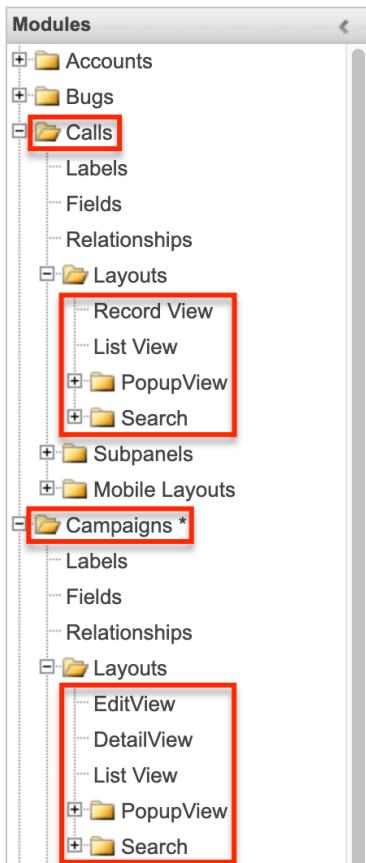 Modules
Accounts
Bugs
Calls
Labels
Fields
Relationships
Layouts
Record View
List View
PopupView
Search
Subpanels
Mobile Layouts
Campaigns *
Labels
Fields
Relationships
Layouts
EditView
DetailView
List View
PopupView
Search